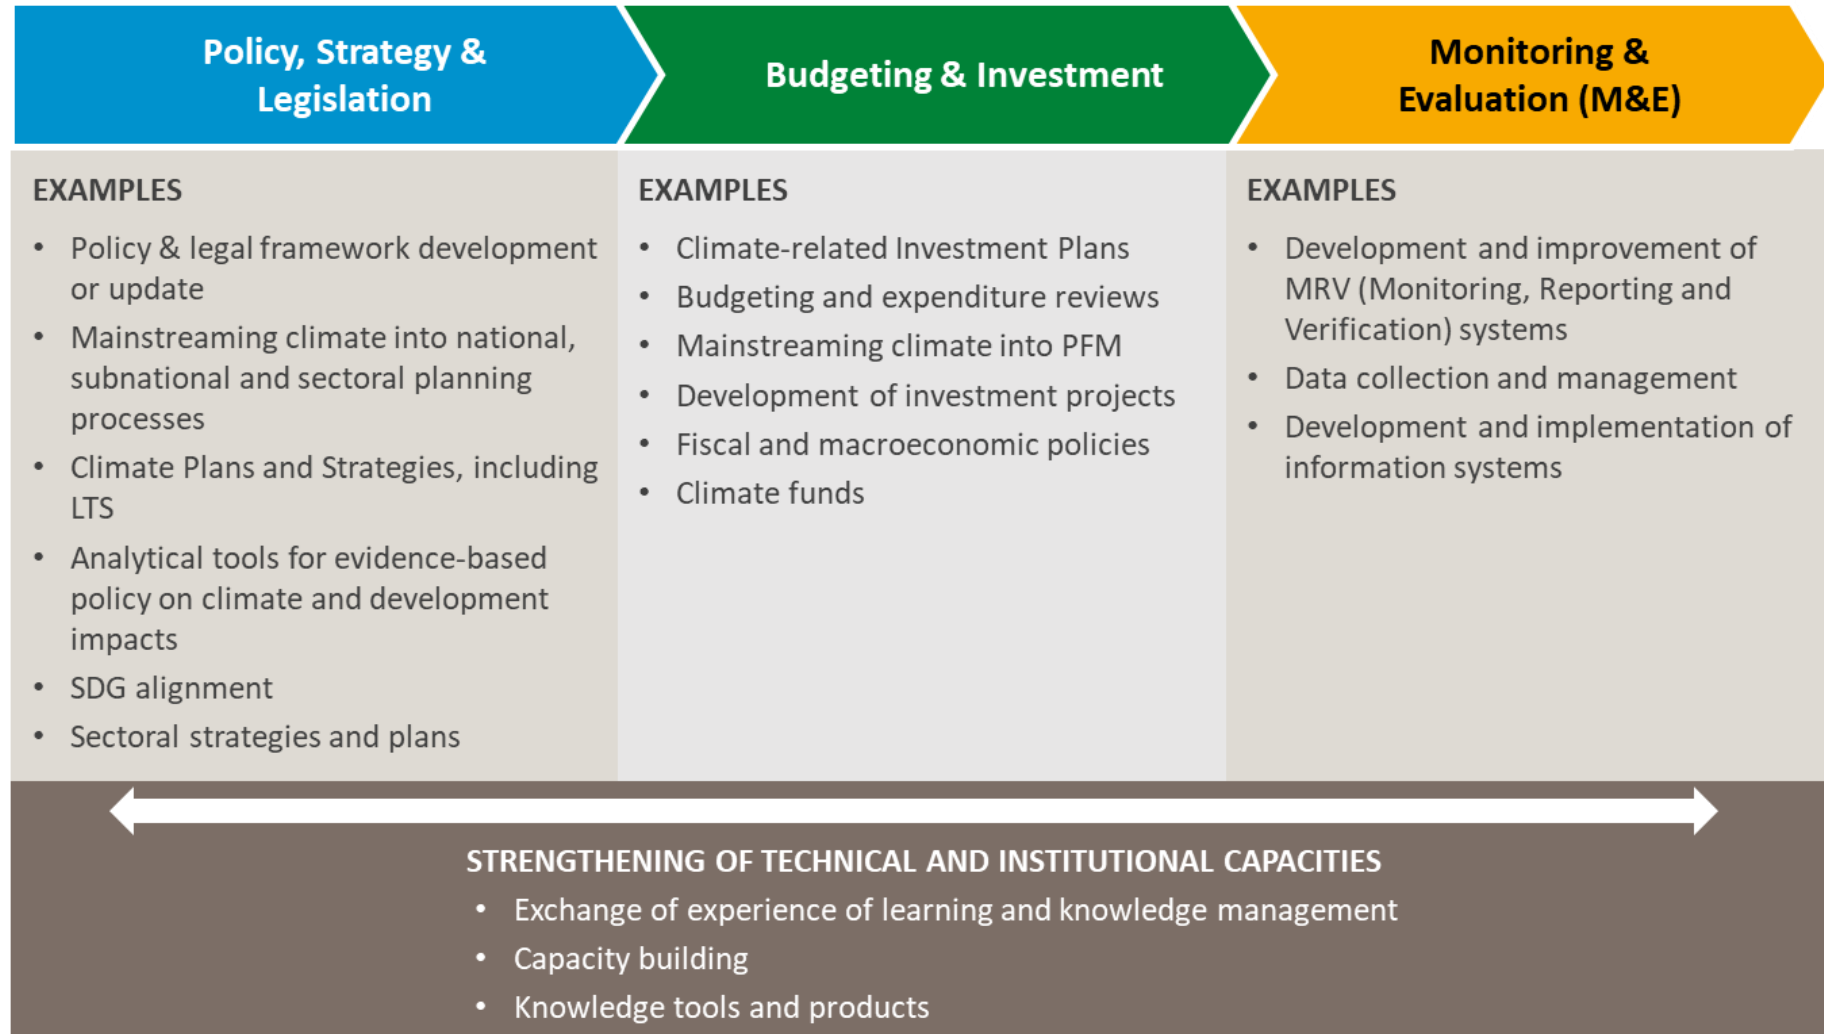 Policy, Strategy &
Legislation
Budgeting & Investment
Monitoring &
Evaluation (M&E)
EXAMPLES
• Policy & legal framework development
or update
• Mainstreaming climate into national,
subnational and sectoral planning
processes
• Climate Plans and Strategies, including
LTS
• Analytical tools for evidence-based
policy on climate and development
impacts
• SDG alignment
• Sectoral strategies and plans
EXAMPLES
• Climate-related Investment Plans
• Budgeting and expenditure reviews
• Mainstreaming climate into PFM
• Development of investment projects
• Fiscal and macroeconomic policies
• Climate funds
EXAMPLES
• Development and improvement of
MRV (Monitoring, Reporting and
Verification) systems
• Data collection and management
• Development and implementation of
information systems
STRENGTHENING OF TECHNICAL AND INSTITUTIONAL CAPACITIES
• Exchange of experience of learning and knowledge management
• Capacity building
• Knowledge tools and products